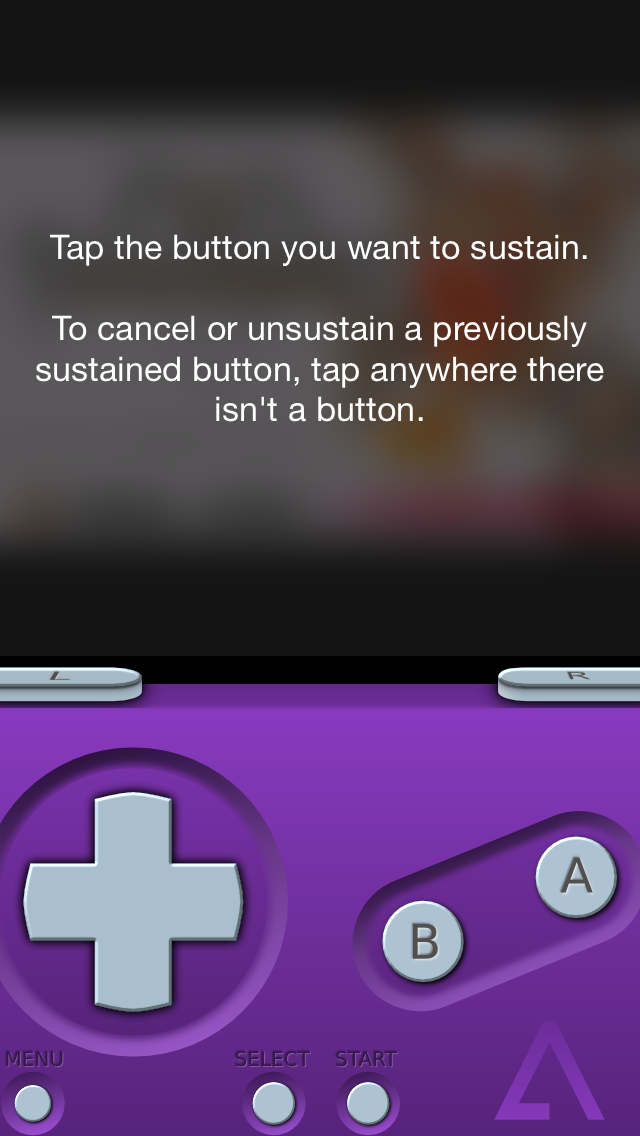 Tap the button you want to sustain.
To cancel or unsustain a previously
sustained button, tap anywhere there
isn't a button.
L
R
A
B
MENU
SELECT
START